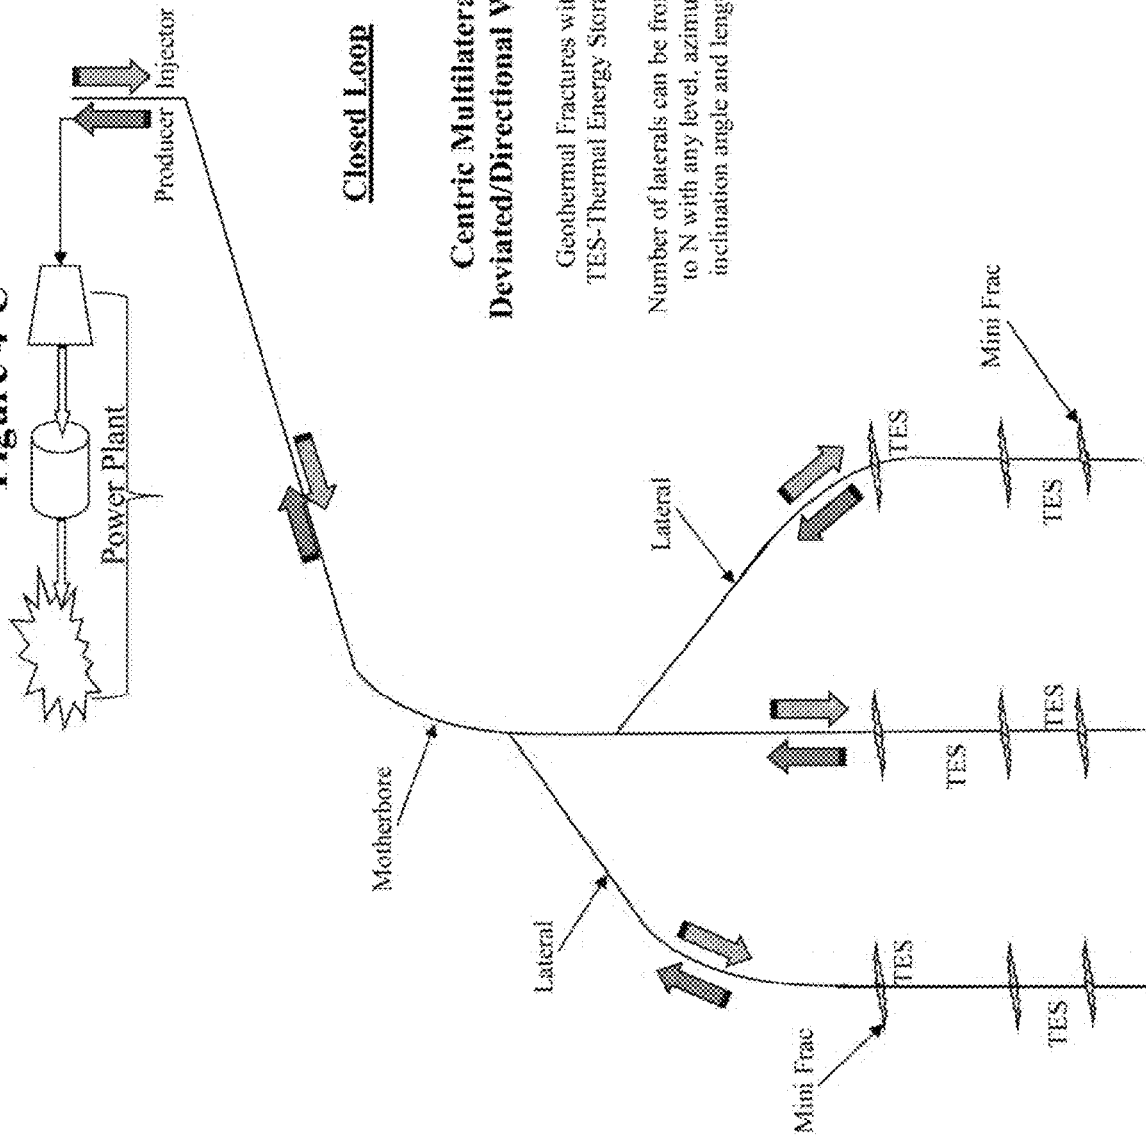 Injector
Producer
Power Plant
Closed Loop
Centric Multilatera
Deviated/Directional
Geothermal Fractures wi
TES-Thermal Energy Stor
Number of laterals can be fro
to N with any level, azimu
inclination angle and leng
Motherbore
Lateral
Lateral
Mini Frac
Mini Frac
TES
TES
TES
TES
TES
TES